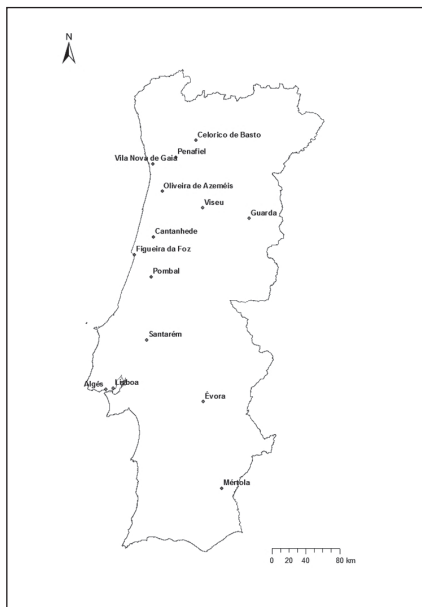 N
Celorico de Basto
Penafiel
Vila Nova de Gaia
Oliveira de Azeméis
Viseu
Guarda
Cantanhede
Figueira da Foz
Pombal
Santarém
Algés
Lisboa
Évora
Mértola
0 20 40 80 km